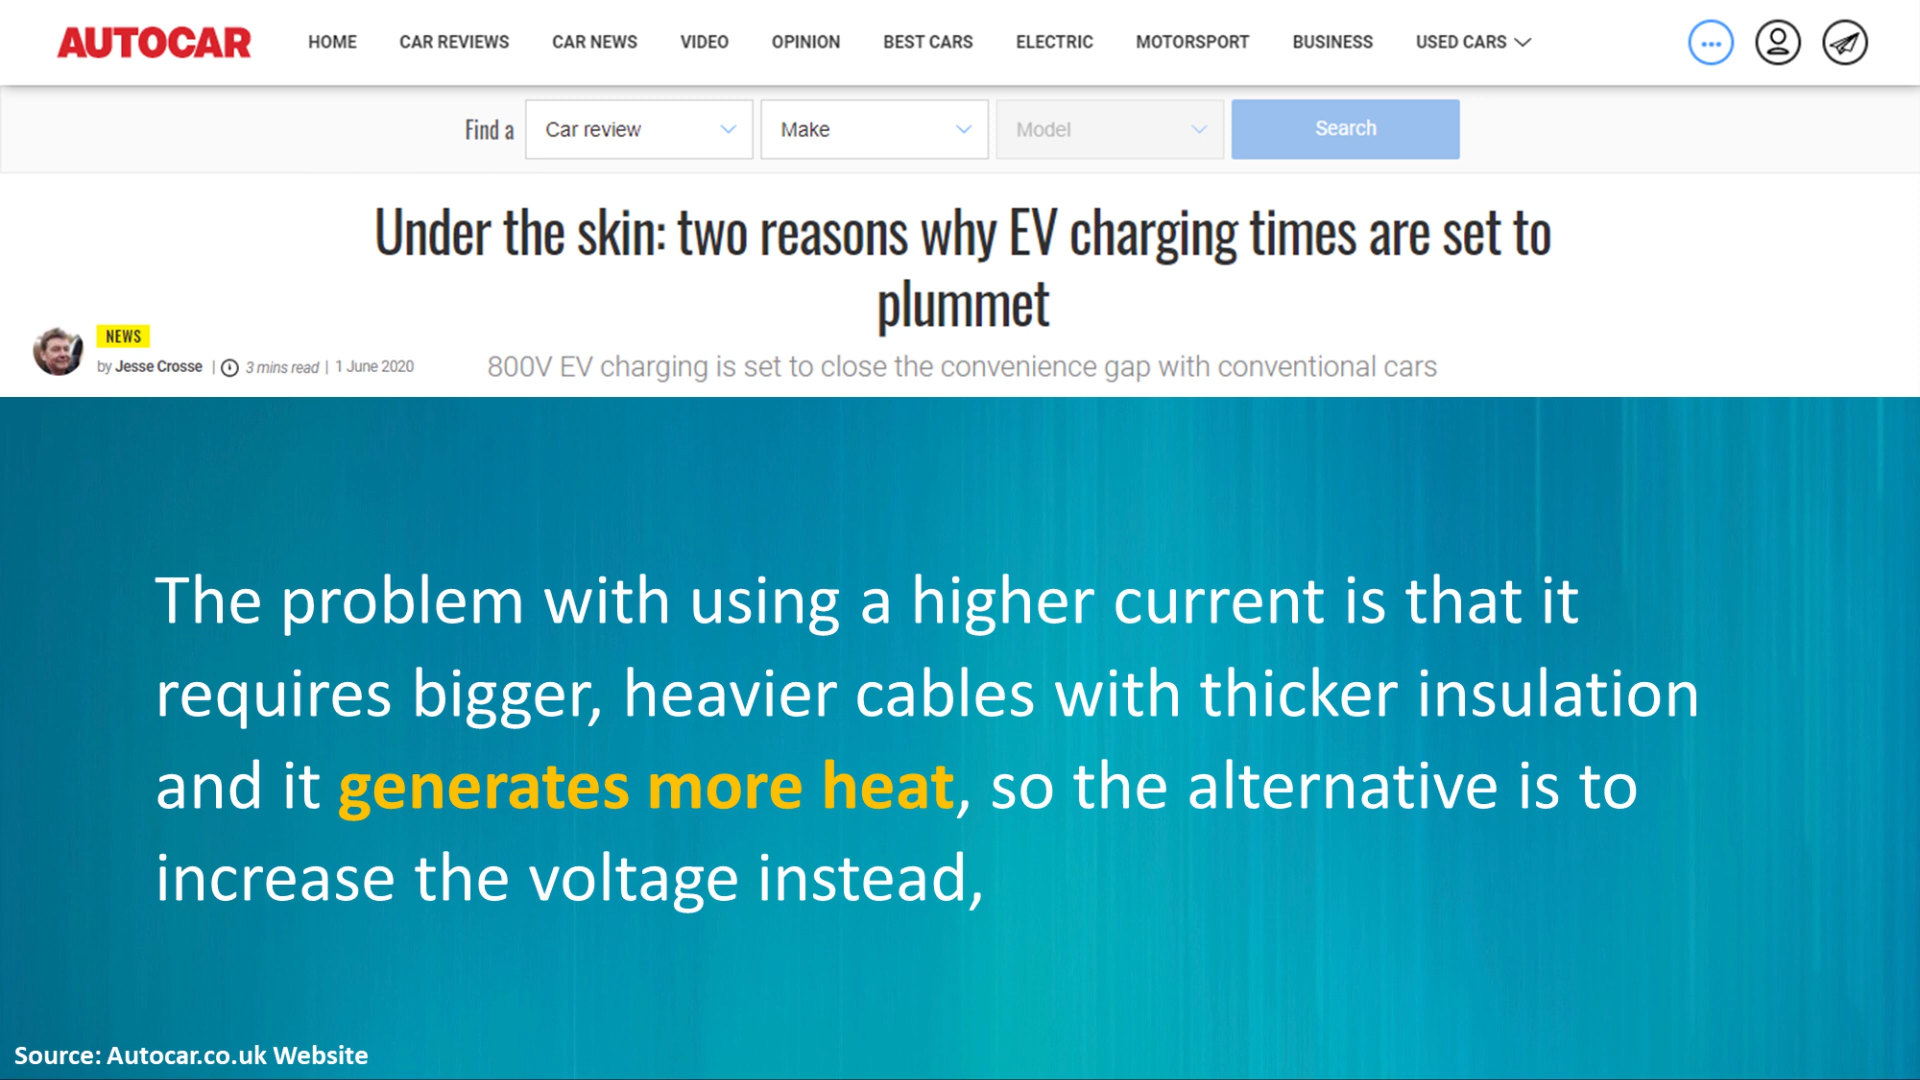 AUTOCAR HOME CAR REVIEWS CAR NEWS VIDEO OPINION BEST CARS ELECTRIC MOTORSPORT BUSINESS USED CARS
Find a Car review Make Model Search
Under the skin: two reasons why EV charging times are set to
plummet
NEWS
by Jesse Crosse | 3 mins read | 1 June 2020
800V EV charging is set to close the convenience gap with conventional cars
The problem with using a higher current is that it
requires bigger, heavier cables with thicker insulation
and it generates more heat, so the alternative is to
increase the voltage instead,
Source: Autocar.co.uk Website